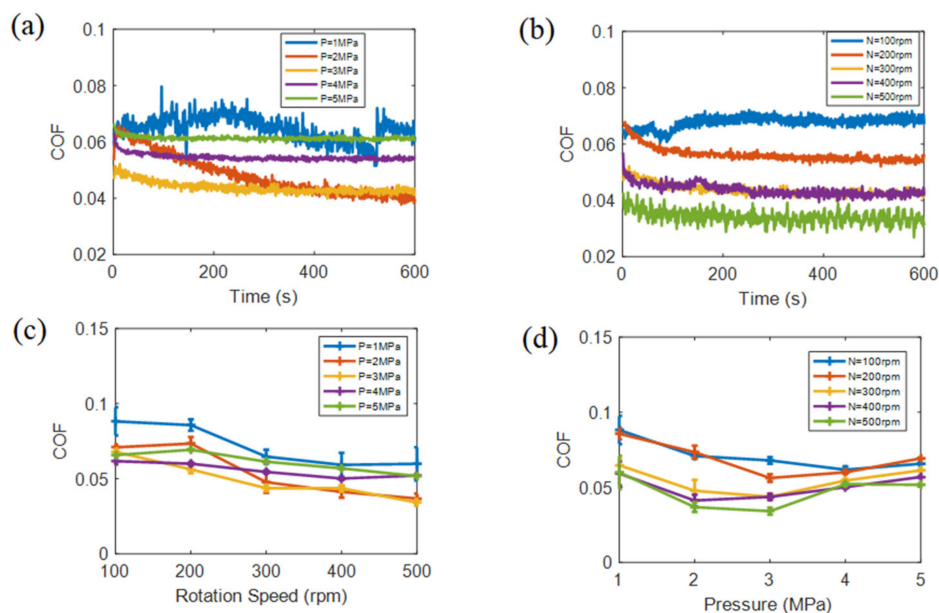 (a)
0.1
0.08
0.06
0.04
0.02
COF
0
200
400
600
Time (s)
P=1MPa
P=2MPa
P=3MPa
P=4MPa
P=5MPa
(b)
0.1
0.08
0.06
0.04
0.02
COF
0
200
400
600
Time (s)
N=100rpm
N=200rpm
N=300rpm
N=400rpm
N=500rpm
(c)
0.15
0.1
0.05
0
COF
100
200
300
400
500
Rotation Speed (rpm)
P=1MPa
P=2MPa
P=3MPa
P=4MPa
P=5MPa
(d)
0.15
0.1
0.05
0
COF
1
2
3
4
5
Pressure (MPa)
N=100rpm
N=200rpm
N=300rpm
N=400rpm
N=500rpm